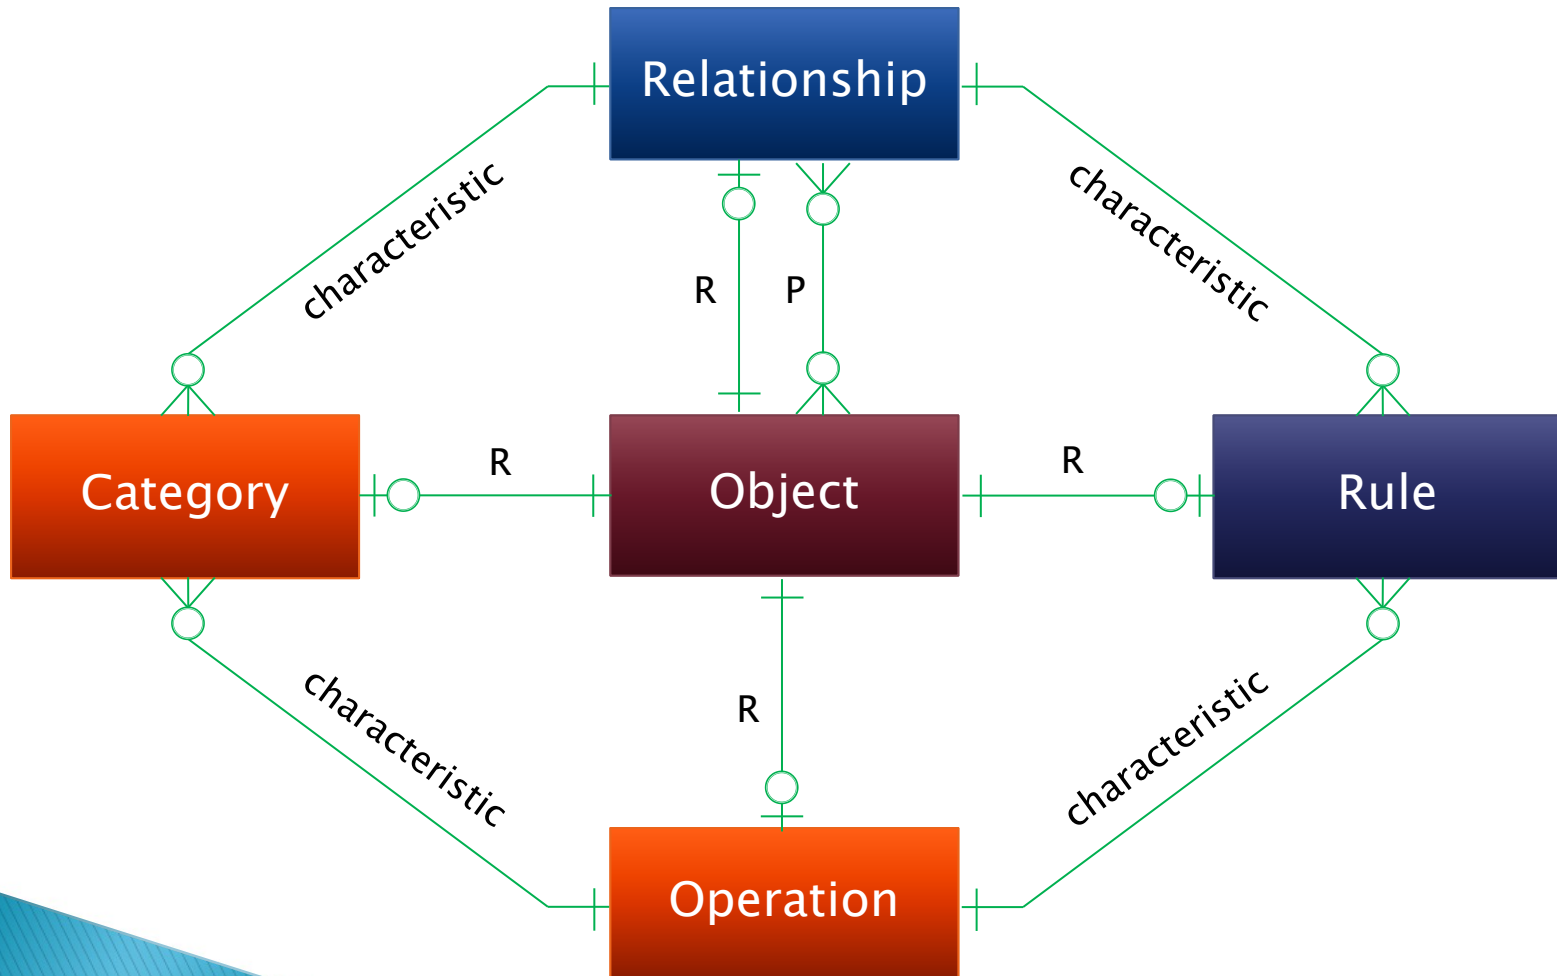 Relationship
characteristic
characteristic
R
P
Category
R
Object
R
Rule
characteristic
R
characteristic
Operation